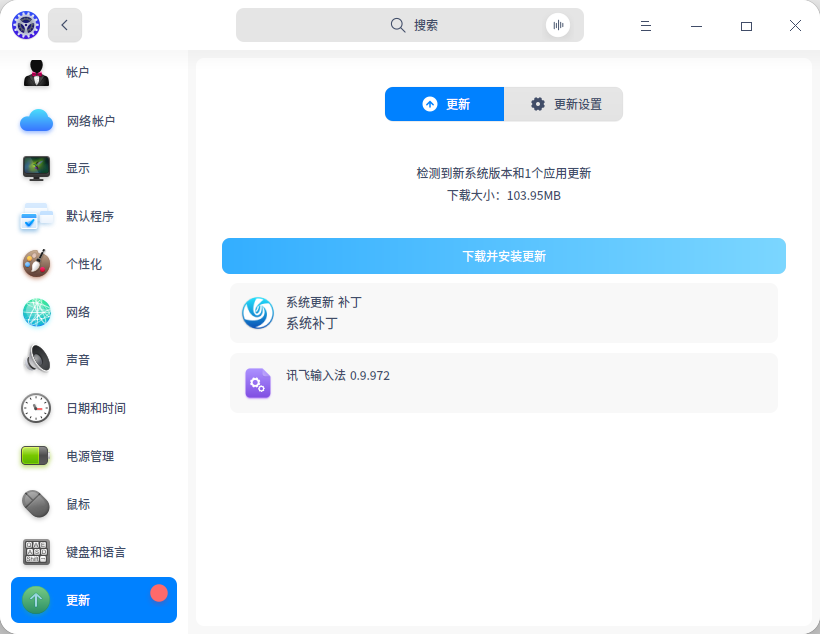 搜索
帐户
网络帐户
显示
默认程序
个性化
网络
声音
日期和时间
电源管理
鼠标
键盘和语言
更新
更新
更新设置
检测到新系统版本和1个应用更新
下载大小：103.95MB
下载并安装更新
系统更新 补丁
系统补丁
讯飞输入法 0.9.972